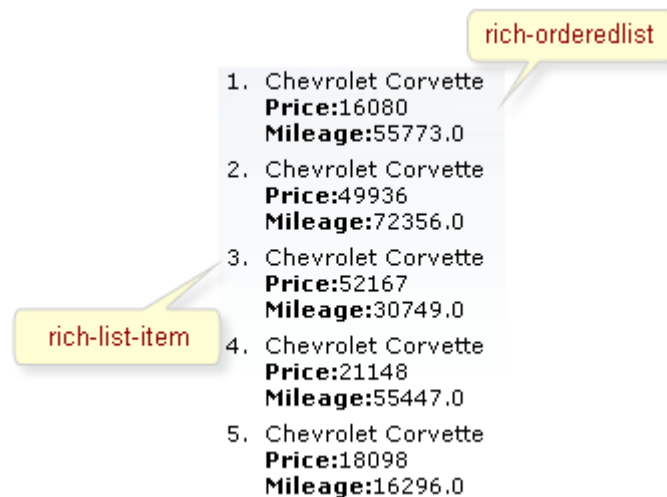 rich-orderedlist
1. Chevrolet Corvette
Price:16080
Mileage:55773.0
2. Chevrolet Corvette
Price:49936
Mileage:72356.0
3. Chevrolet Corvette
Price:52167
Mileage:30749.0
rich-list-item
4. Chevrolet Corvette
Price:21148
Mileage:55447.0
5. Chevrolet Corvette
Price:18098
Mileage:16296.0